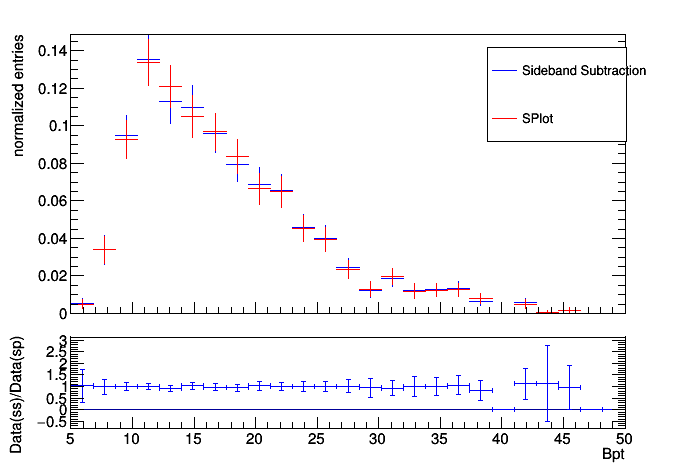 normalized entries
0.14
0.12
0.1
0.08
0.06
0.04
0.02
0
Sideband Subtraction
SPlot
Data(ss)/Data(sp)
3
2.5
2
1.5
1
0.5
0
−0.5
5 10 15 20 25 30 35 40 45 50
Bpt